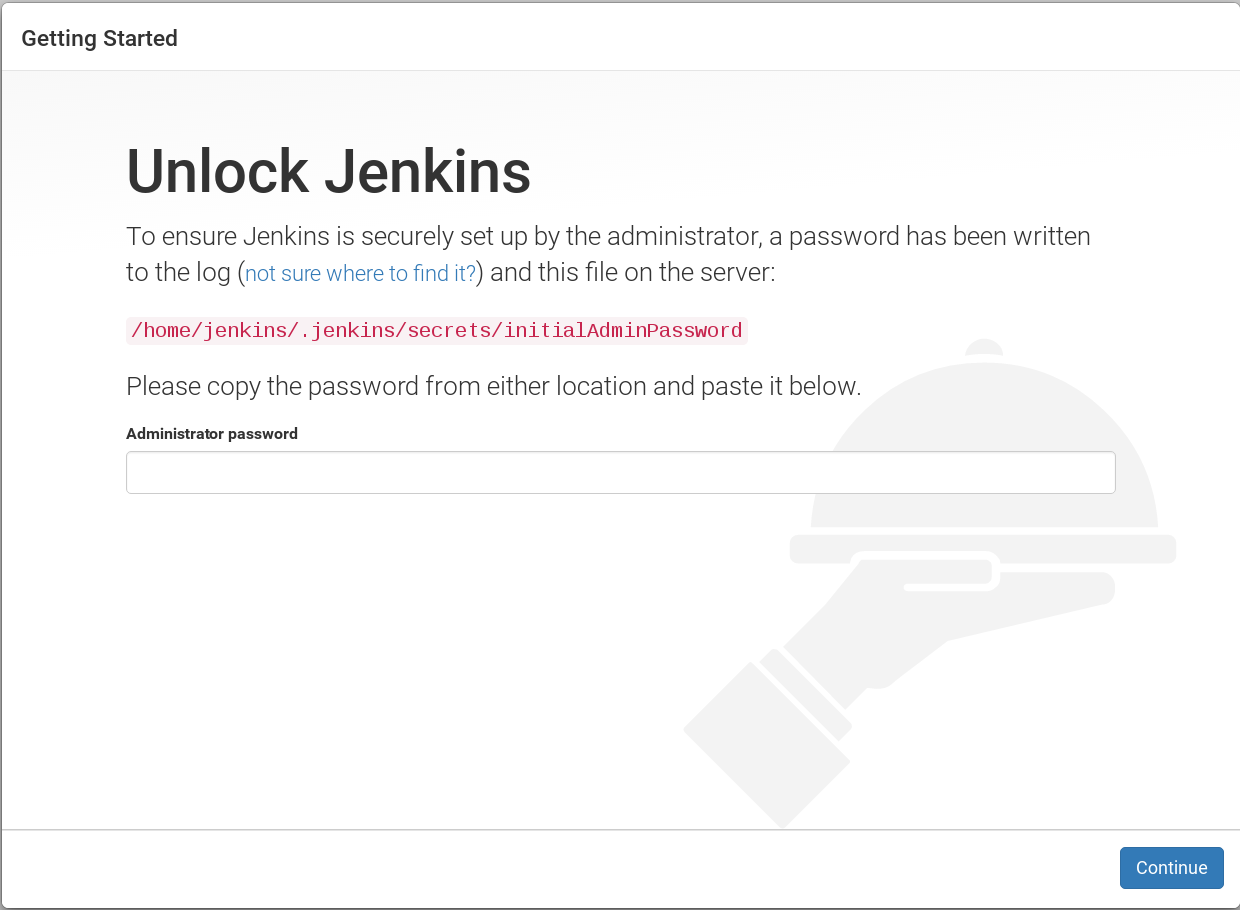 Getting Started
Unlock Jenkins
To ensure Jenkins is securely set up by the administrator, a password has been written
to the log (not sure where to find it?) and this file on the server:
/home/jenkins/.jenkins/secrets/initialAdminPassword
Please copy the password from either location and paste it below.
Administrator password
Continue